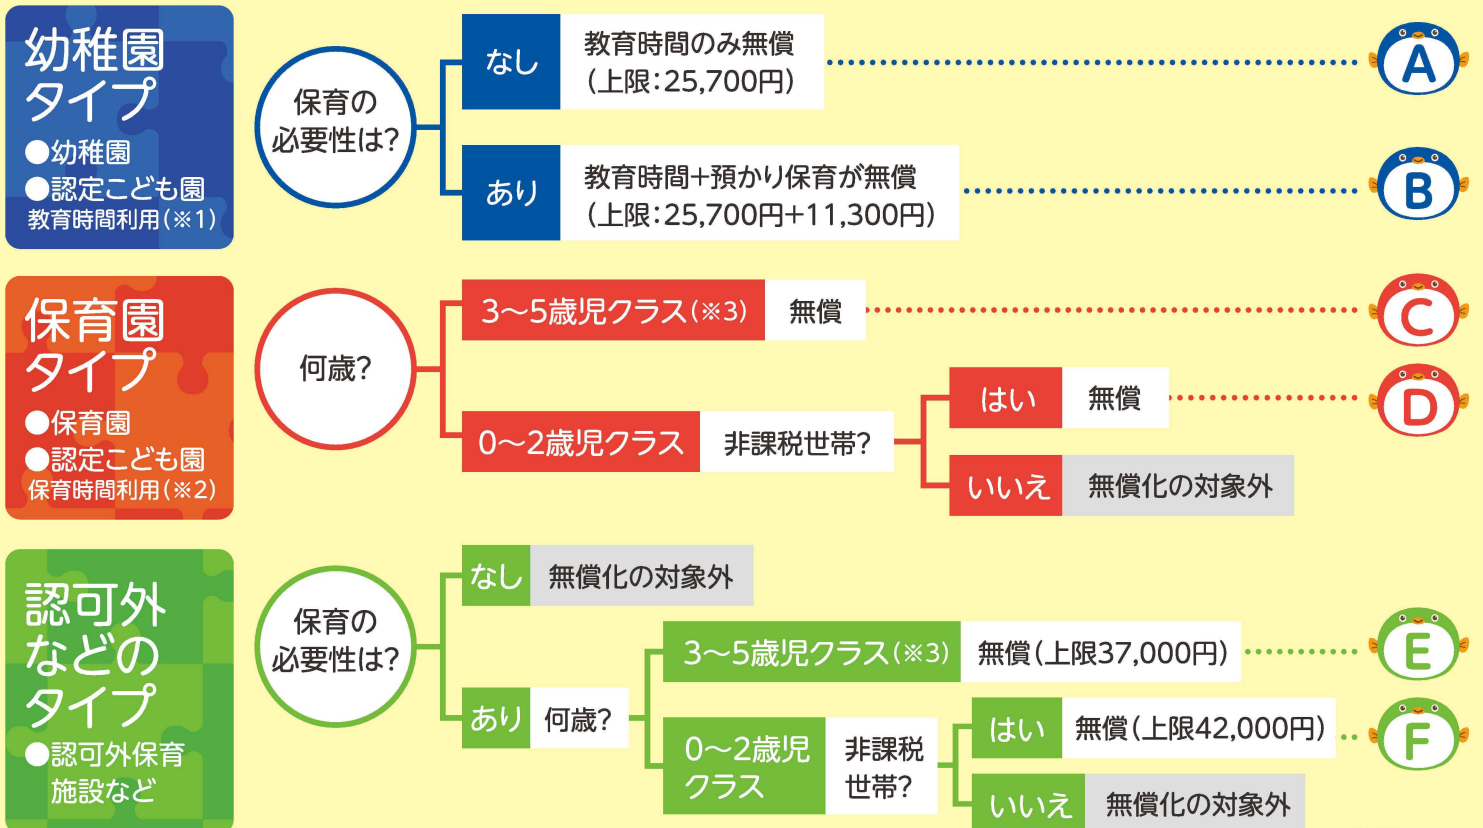 幼稚園
タイプ
●幼稚園
●認定こども園
教育時間利用(※1)
保育の
必要性は?
なし
教育時間のみ無償
(上限:25,700円)
A
あり
教育時間+預かり保育が無償
(上限:25,700円+11,300円)
B
保育園
タイプ
●保育園
●認定こども園
保育時間利用(※2)
何歳?
3〜5歳児クラス(※3)
無償
C
0〜2歳児クラス
非課税世帯?
はい
無償
D
いいえ
無償化の対象外
認可外
などの
タイプ
●認可外保育
施設など
保育の
必要性は?
なし
無償化の対象外
あり
何歳?
3〜5歳児クラス(※3)
無償(上限37,000円)
E
0〜2歳児
クラス
非課税
世帯?
はい
無償(上限42,000円)
F
いいえ
無償化の対象外